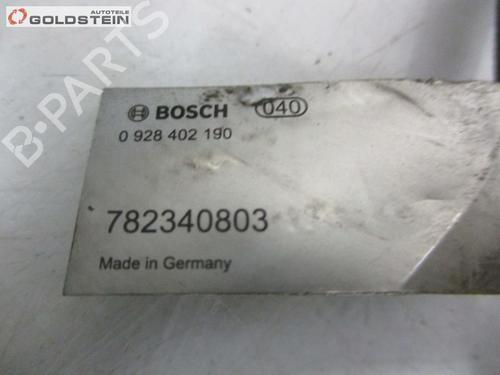 AUTOTEILE
GOLDSTEIN
B-PARTS
BOSCH 040
0 928 402 190
782340803
Made in Germany